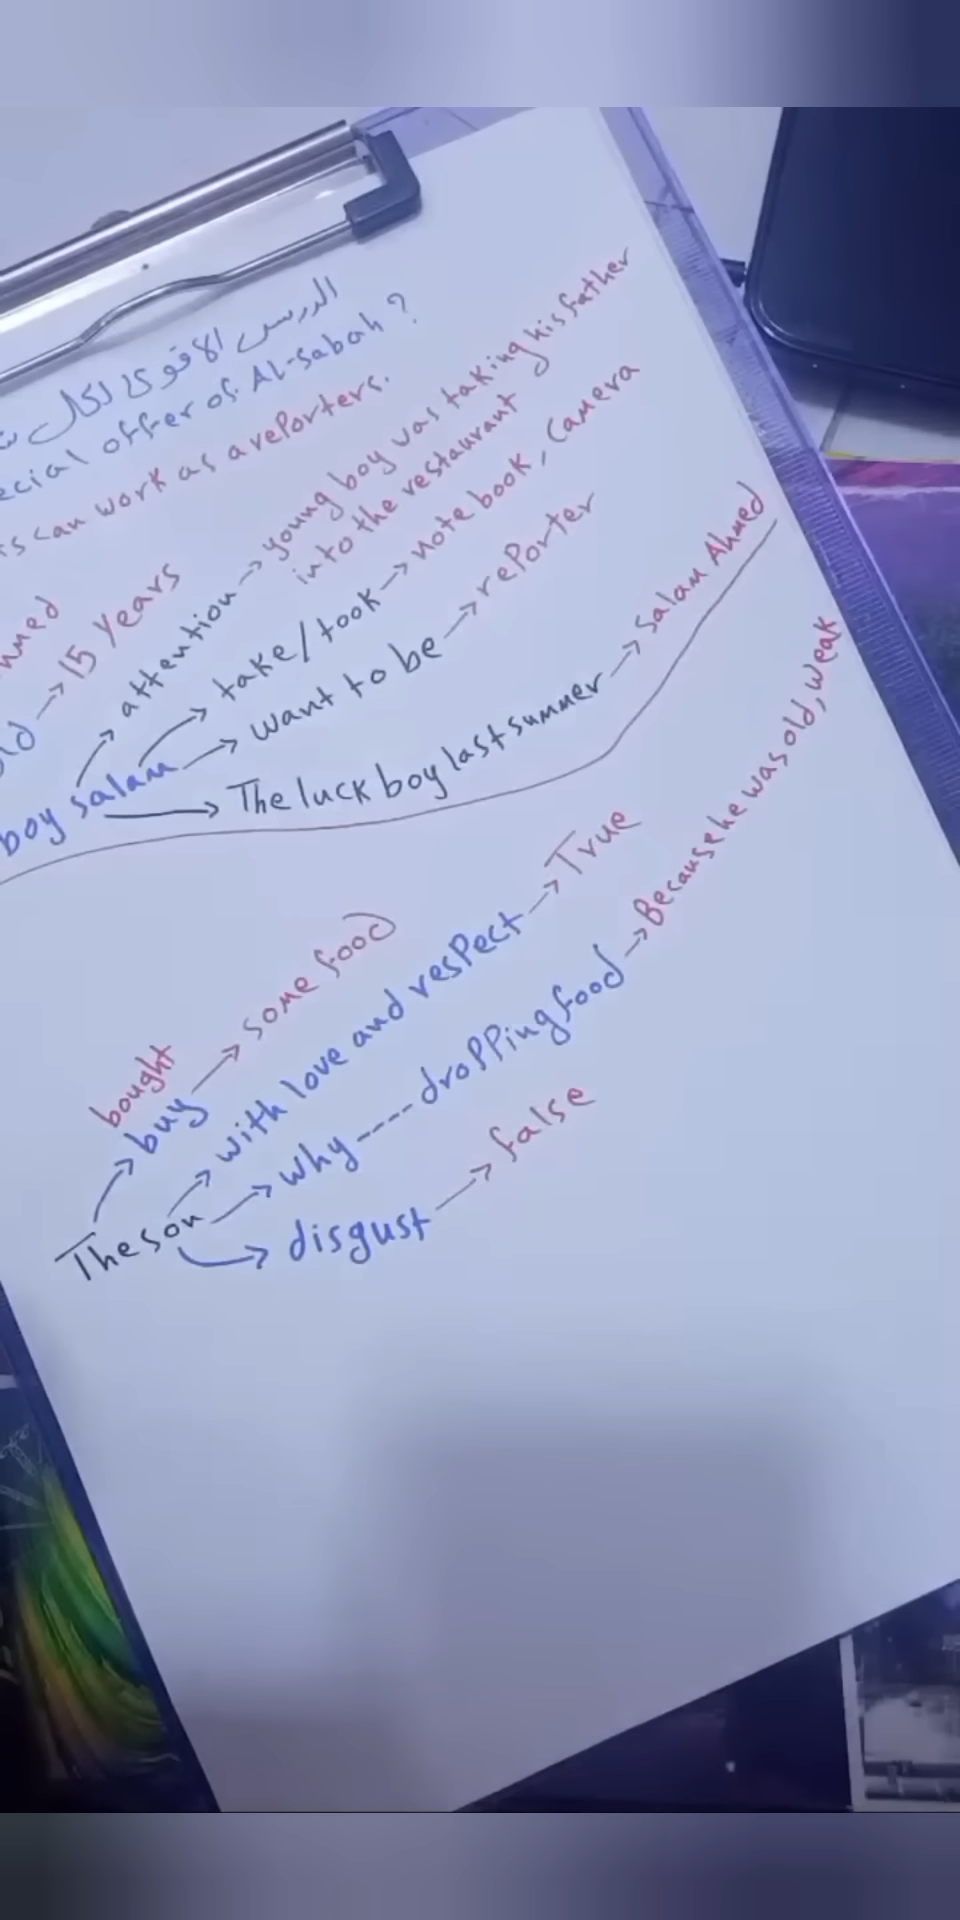 الدرس الاقوى لكل
ecial offer of Al-Sabah ?
ts can work as a reporters.
hmed
ld → 15 years
boy salam → attention → young boy was taking his father
into the restaurant
→ take / took → note book, camera
→ want to be → reporter
→ The luck boy last summer → Salam Ahmed
bought
The son → buy → some food
→ with love and respect → True
→ why ---- dropping food → Because he was old, weak
→ disgust → false